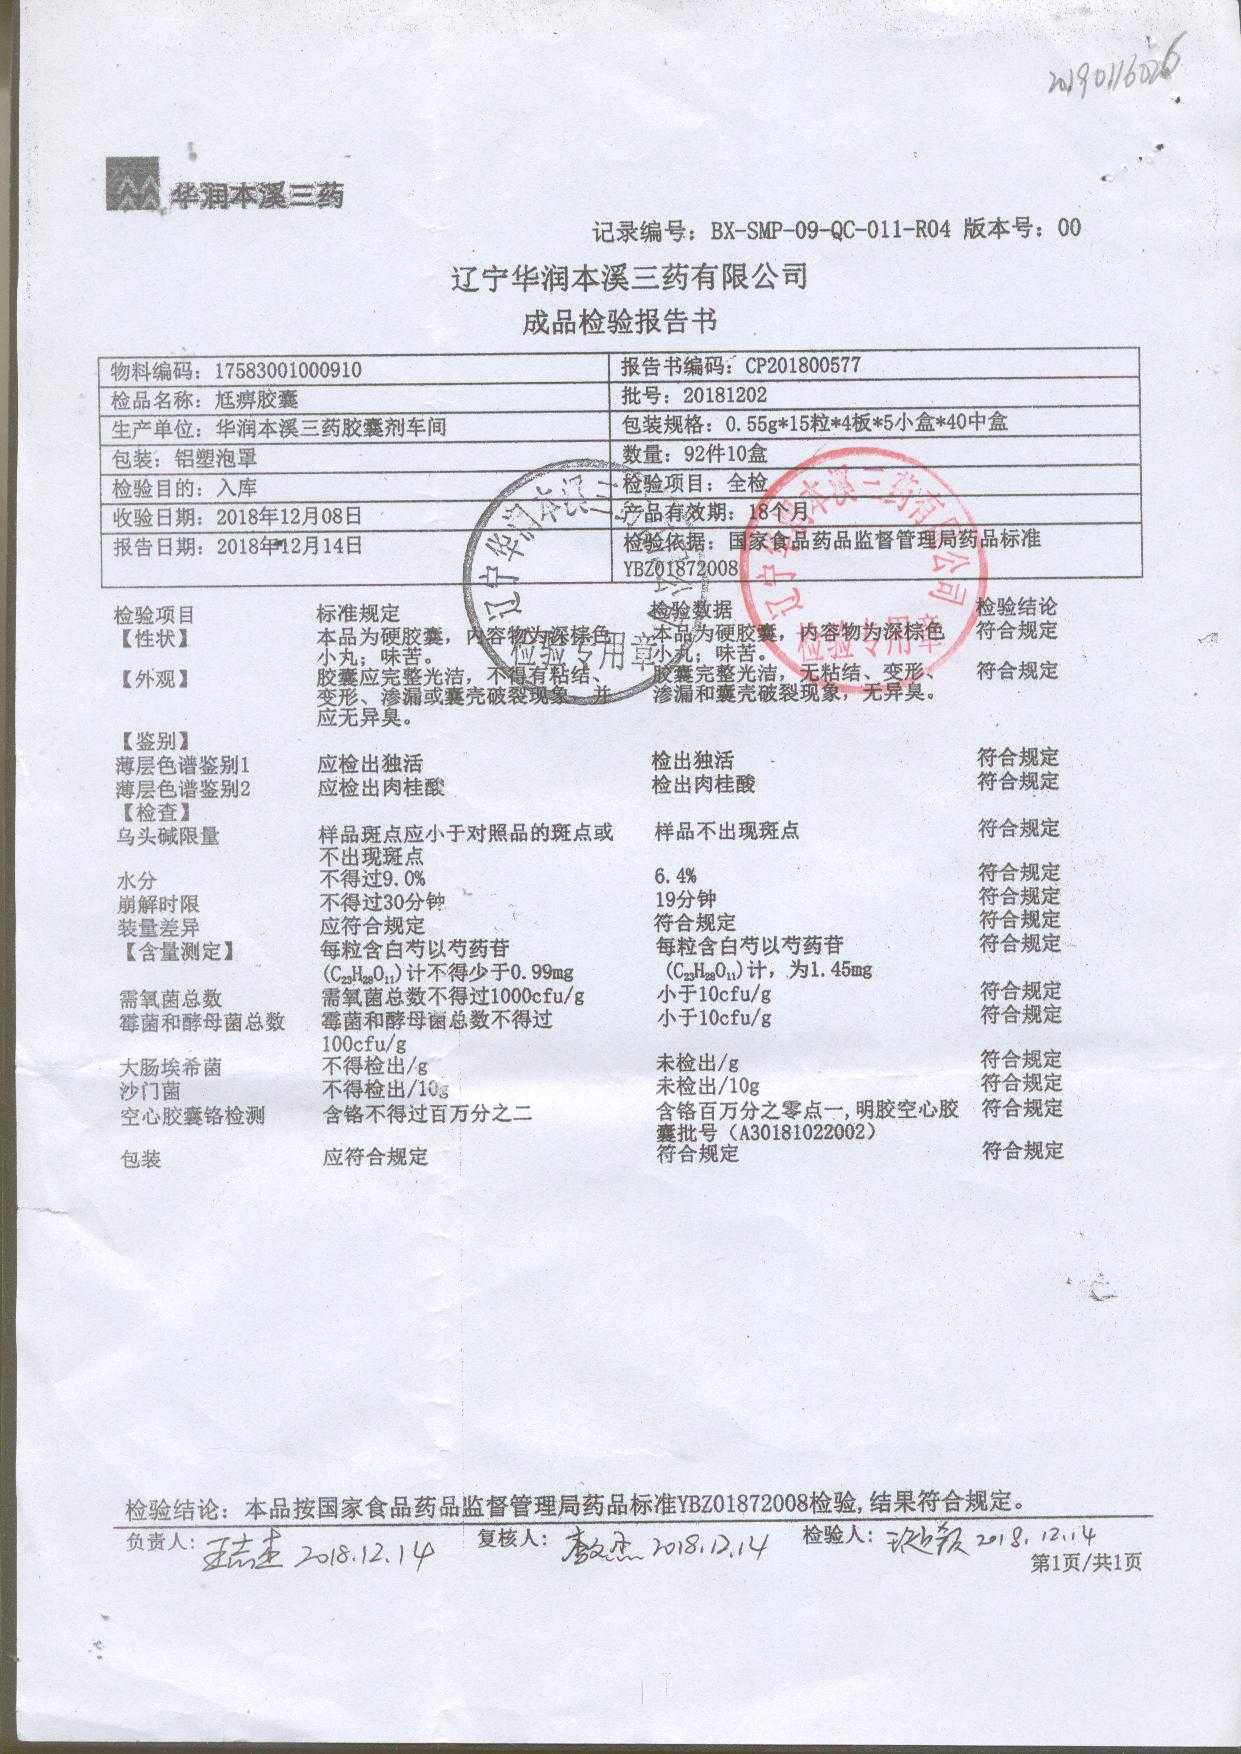 20190116026
华润本溪三药
记录编号：BX-SMP-09-QC-011-R04 版本号：00
辽宁华润本溪三药有限公司
成品检验报告书
物料编码：17583001000910 报告书编码：CP201800577
检品名称：尪痹胶囊 批号：20181202
生产单位：华润本溪三药胶囊剂车间 包装规格：0.55g*15粒*4板*5小盒*40中盒
包装：铝塑泡罩 数量：92件10盒
检验目的：入库 检验项目：全检
收验日期：2018年12月08日 产品有效期：18个月
报告日期：2018年12月14日 检验依据：国家食品药品监督管理局药品标准
YBZ01872008
辽宁华润本溪三药有限公司
检验专用章
检验项目 标准规定 检验数据 检验结论
【性状】 本品为硬胶囊，内容物为深棕色 本品为硬胶囊，内容物为深棕色 符合规定
小丸；味苦。 小丸；味苦。
【外观】 胶囊应完整光洁，不得有粘结、 胶囊完整光洁，无粘结、变形、 符合规定
变形、渗漏或囊壳破裂现象，并 渗漏和囊壳破裂现象，无异臭。
应无异臭。
【鉴别】
薄层色谱鉴别1 应检出独活 检出独活 符合规定
薄层色谱鉴别2 应检出肉桂酸 检出肉桂酸 符合规定
【检查】
乌头碱限量 样品斑点应小于对照品的斑点或 样品不出现斑点 符合规定
不出现斑点
水分 不得过9.0% 6.4% 符合规定
崩解时限 不得过30分钟 19分钟 符合规定
装量差异 应符合规定 符合规定 符合规定
【含量测定】 每粒含白芍以芍药苷 每粒含白芍以芍药苷 符合规定
(C₂₃H₂₈O₁₁)计不得少于0.99mg (C₂₃H₂₈O₁₁)计，为1.45mg
需氧菌总数 需氧菌总数不得过1000cfu/g 小于10cfu/g 符合规定
霉菌和酵母菌总数 霉菌和酵母菌总数不得过 小于10cfu/g 符合规定
100cfu/g
大肠埃希菌 不得检出/g 未检出/g 符合规定
沙门菌 不得检出/10g 未检出/10g 符合规定
空心胶囊铬检测 含铬不得过百万分之二 含铬百万分之零点一,明胶空心胶 符合规定
囊批号（A30181022002）
包装 应符合规定 符合规定 符合规定
检验结论：本品按国家食品药品监督管理局药品标准YBZ01872008检验,结果符合规定。
负责人：王志杰 2018.12.14 复核人： 2018.12.14 检验人： 2018.12.14
第1页/共1页